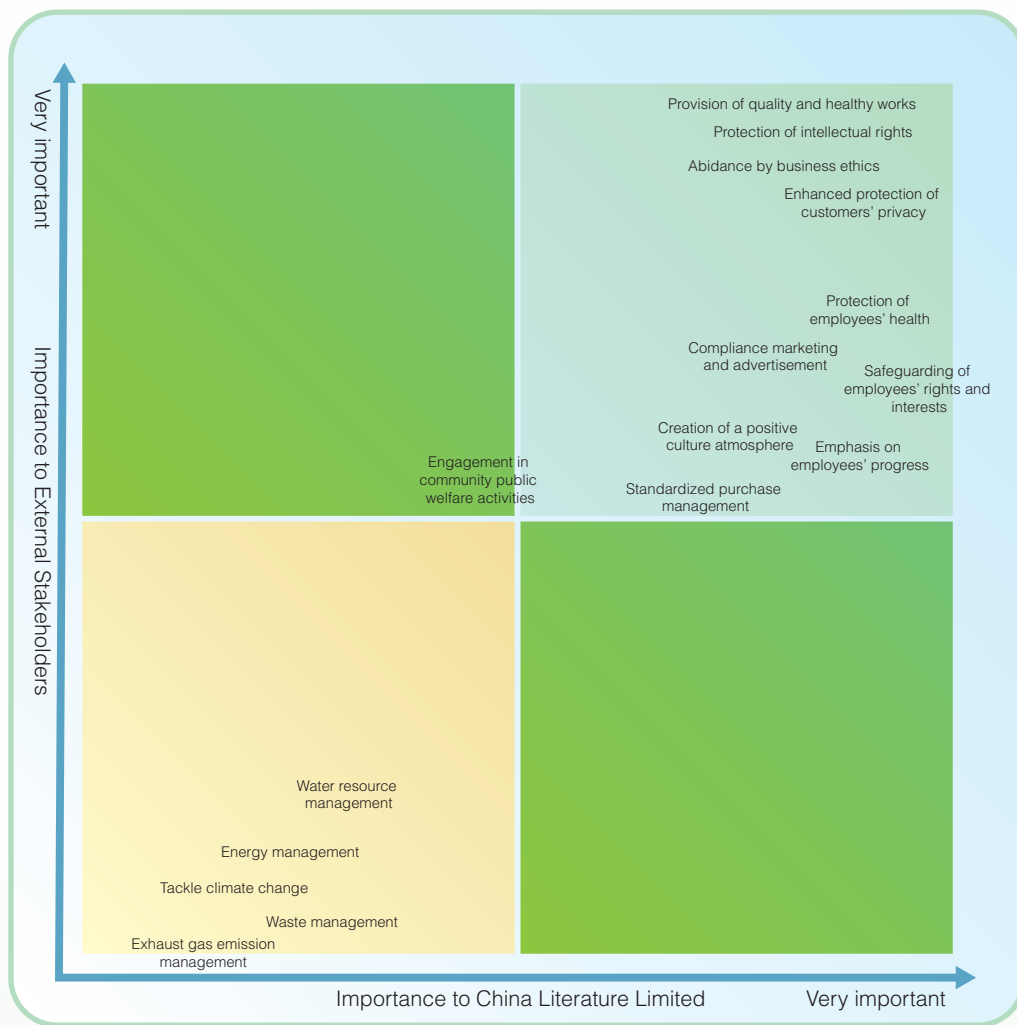 Very important
Importance to External Stakeholders
Provision of quality and healthy works
Protection of intellectual rights
Abidance by business ethics
Enhanced protection of
customers' privacy
Protection of
employees' health
Compliance marketing
and advertisement
Safeguarding of
employees' rights and
interests
Creation of a positive
culture atmosphere
Emphasis on
employees' progress
Engagement in
community public
welfare activities
Standardized purchase
management
Water resource
management
Energy management
Tackle climate change
Waste management
Exhaust gas emission
management
Importance to China Literature Limited
Very important